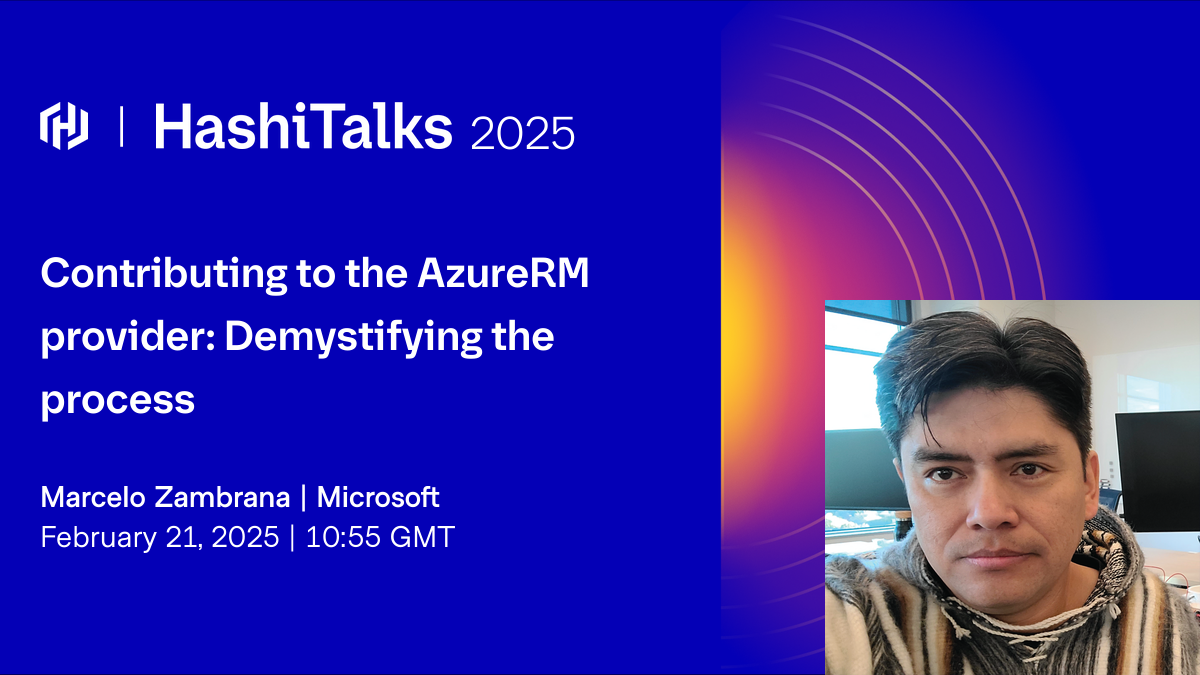 HashiTalks 2025
Contributing to the AzureRM
provider: Demystifying the
process
Marcelo Zambrana | Microsoft
February 21, 2025 | 10:55 GMT